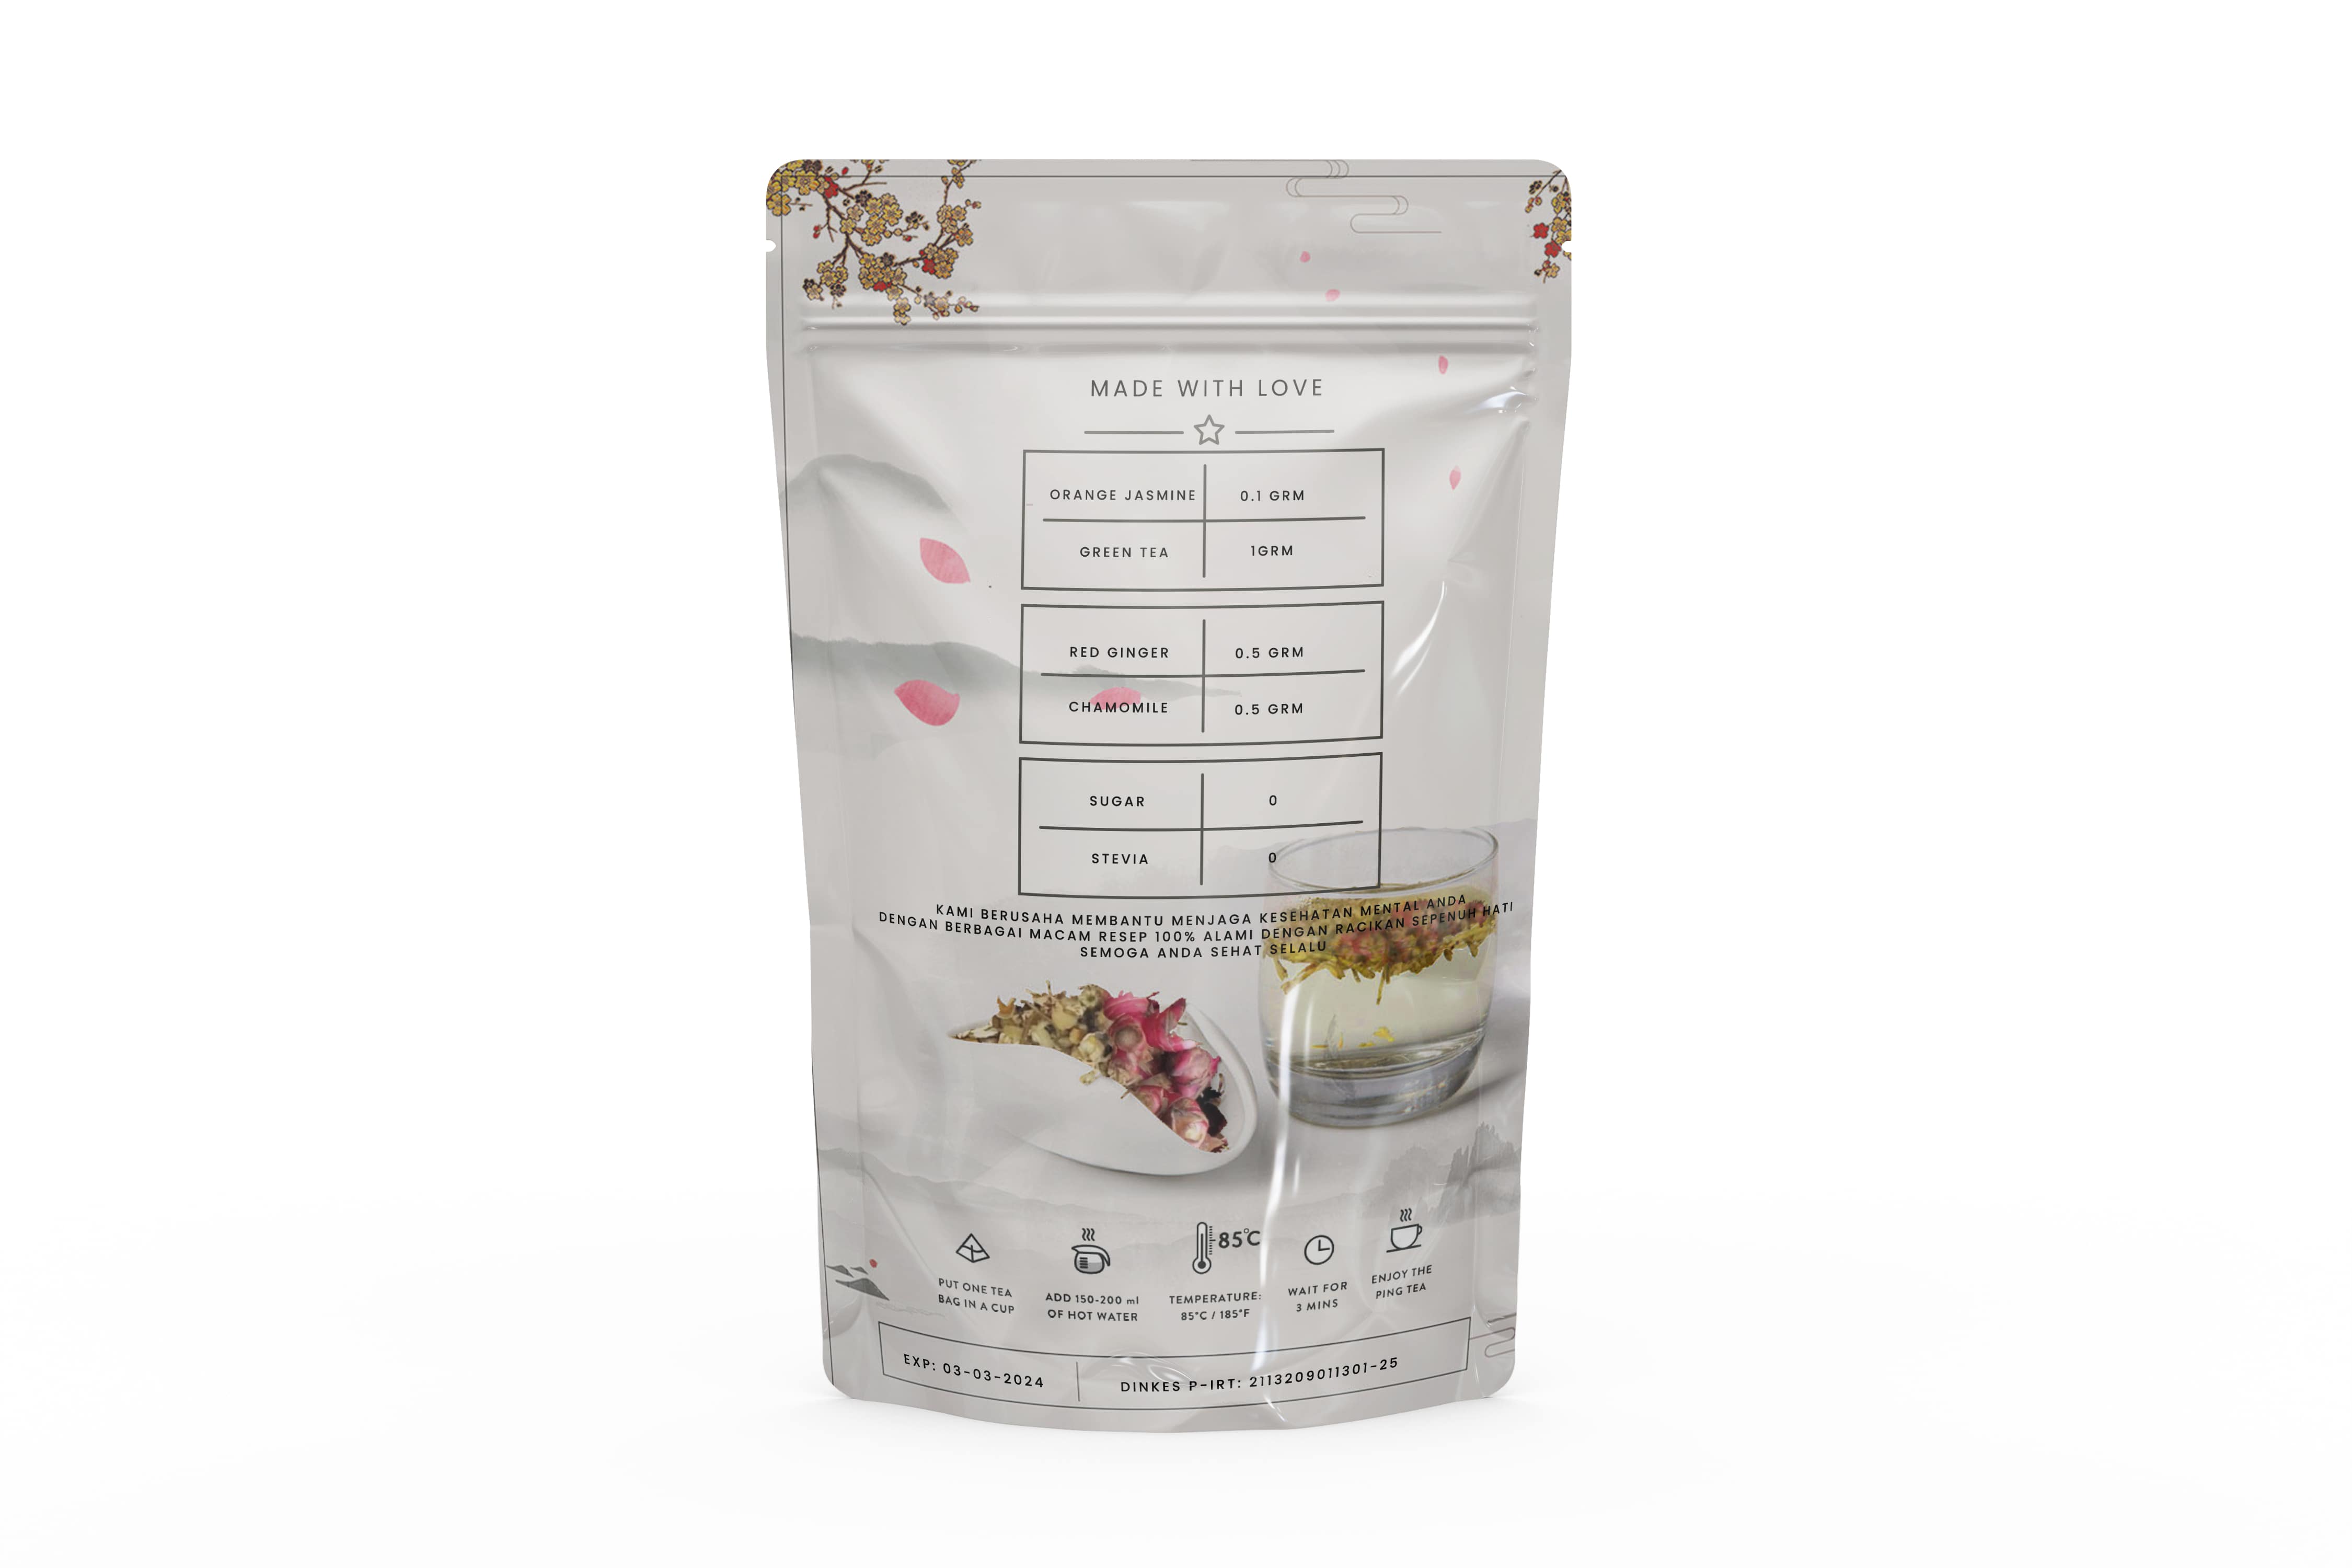 MADE WITH LOVE
ORANGE JASMINE 0.1 GRM
GREEN TEA 1GRM
RED GINGER 0.5 GRM
CHAMOMILE 0.5 GRM
SUGAR 0
STEVIA 0
KAMI BERUSAHA MEMBANTU MENJAGA KESEHATAN MENTAL ANDA
DENGAN BERBAGAI MACAM RESEP 100% ALAMI DENGAN RACIKAN SEPENUH HATI
SEMOGA ANDA SEHAT SELALU
85°C
PUT ONE TEA
BAG IN A CUP
ADD 150-200 ml
OF HOT WATER
TEMPERATURE:
85°C / 185°F
WAIT FOR
3 MINS
ENJOY THE
PING TEA
EXP: 03-03-2024
DINKES P-IRT: 2113209011301-25